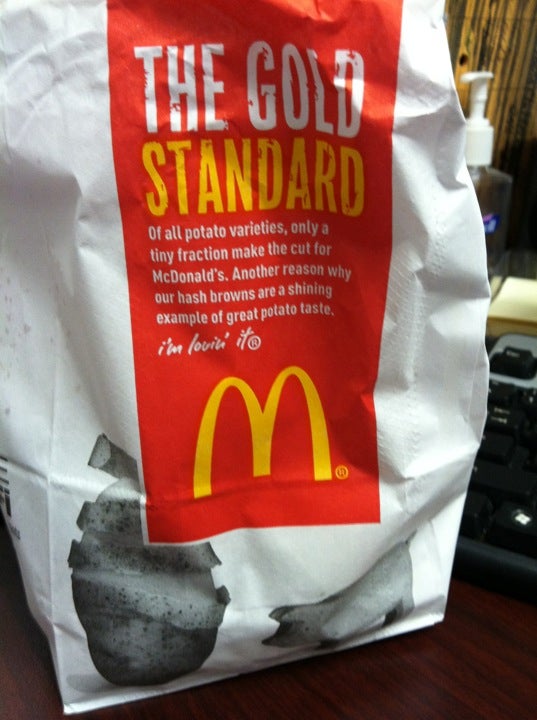 THE GOLD
STANDARD
Of all potato varieties, only a
tiny fraction make the cut for
McDonald's. Another reason why
our hash browns are a shining
example of great potato taste.
i'm lovin' it®
M®